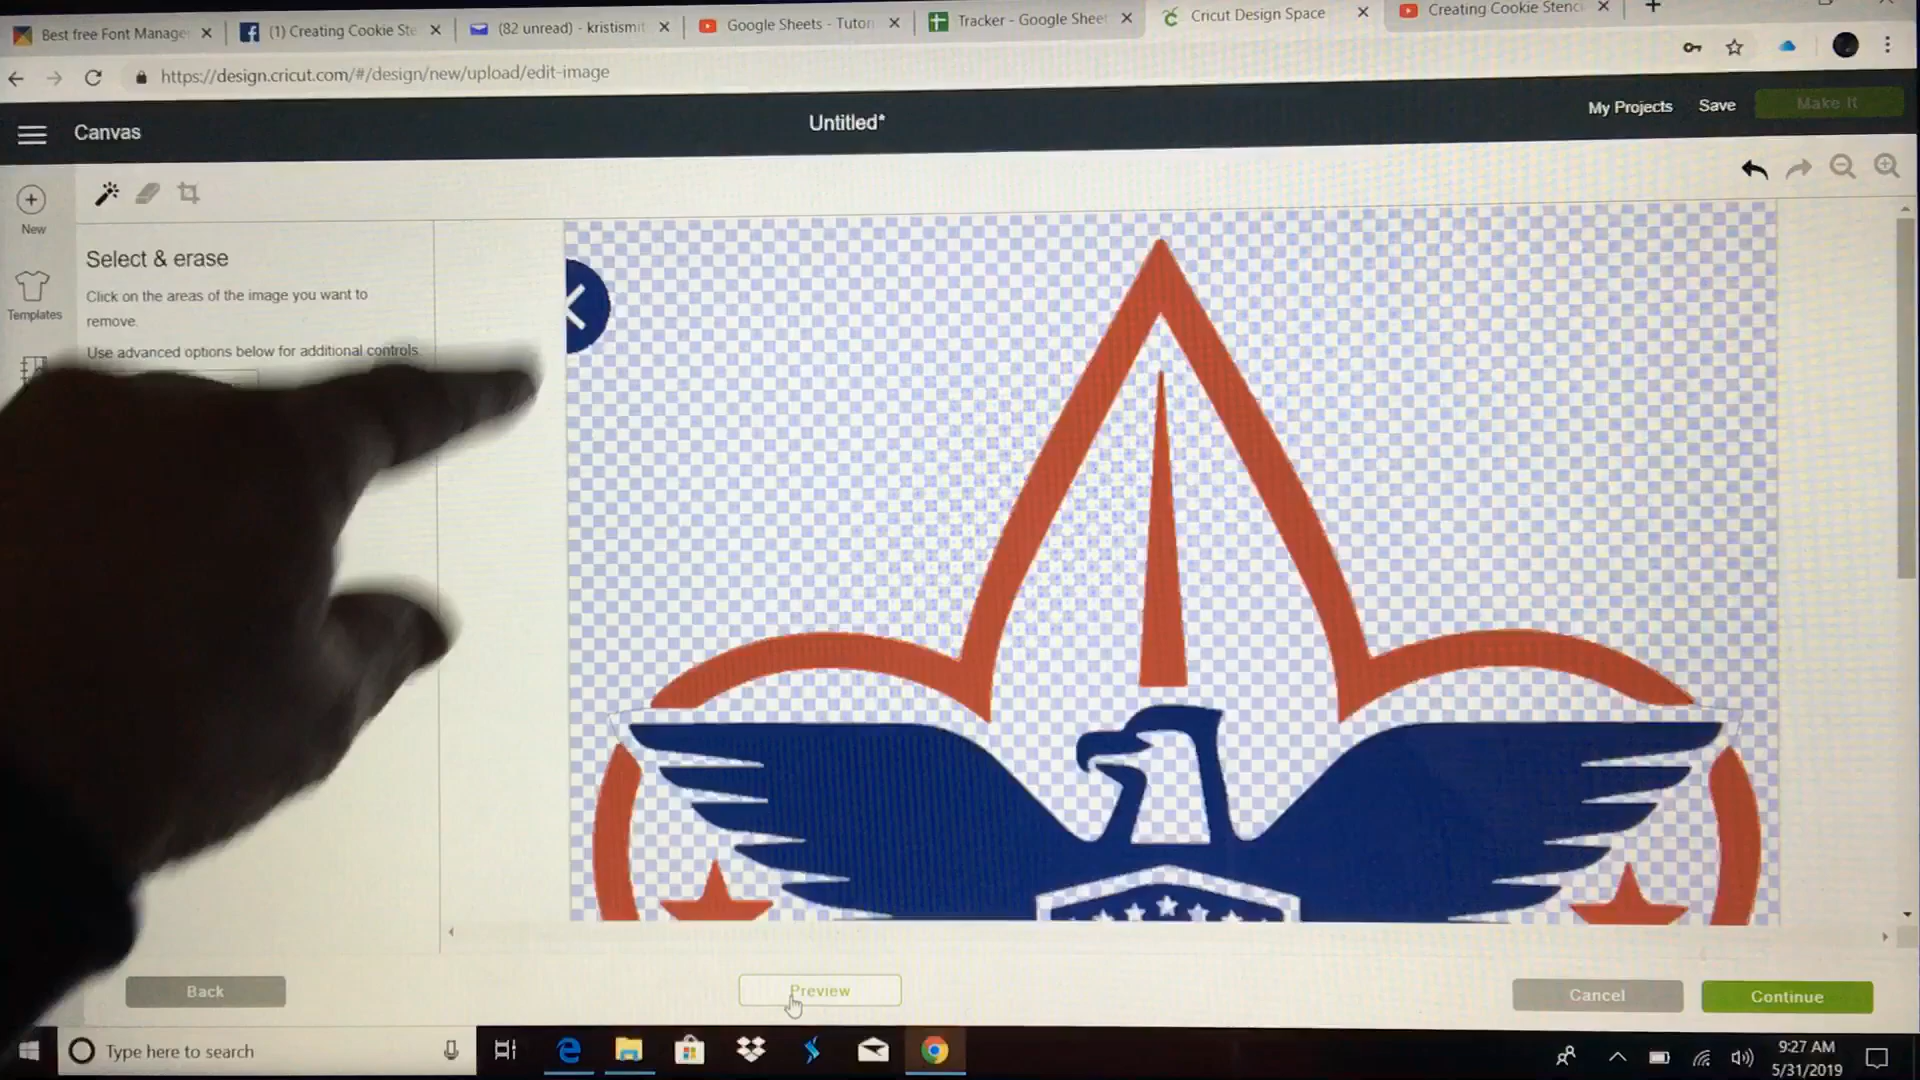 Best free Font Manage
(1) Creating Cookie Ste
(82 unread) - kristismit
Google Sheets - Tutor
Tracker - Google Sheet
Cricut Design Space
Creating Cookie Stenc
https://design.cricut.com/#/design/new/upload/edit-image
Canvas
Untitled*
My Projects
Save
Make It
New
Templates
Select & erase
Click on the areas of the image you want to
remove.
Use advanced options below for additional controls.
Back
Preview
Cancel
Continue
Type here to search
9:27 AM
5/31/2019